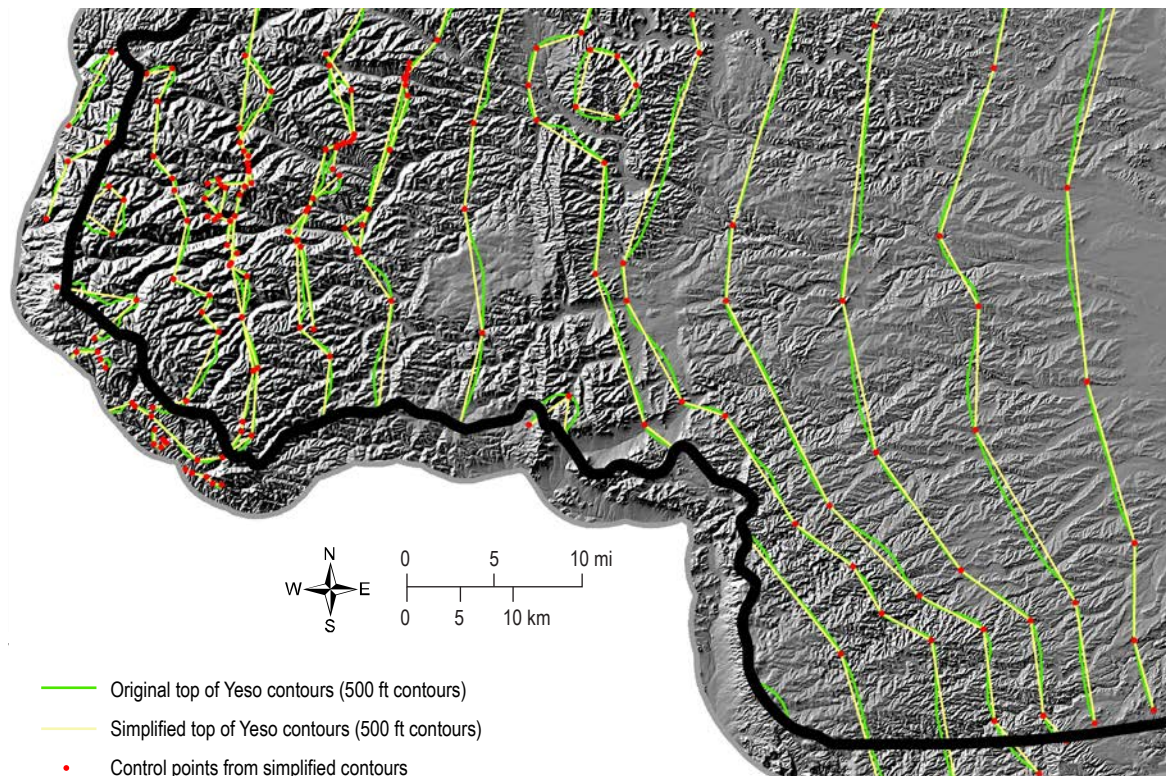 N
W E
S
0 5 10 mi
0 5 10 km
Original top of Yeso contours (500 ft contours)
Simplified top of Yeso contours (500 ft contours)
Control points from simplified contours